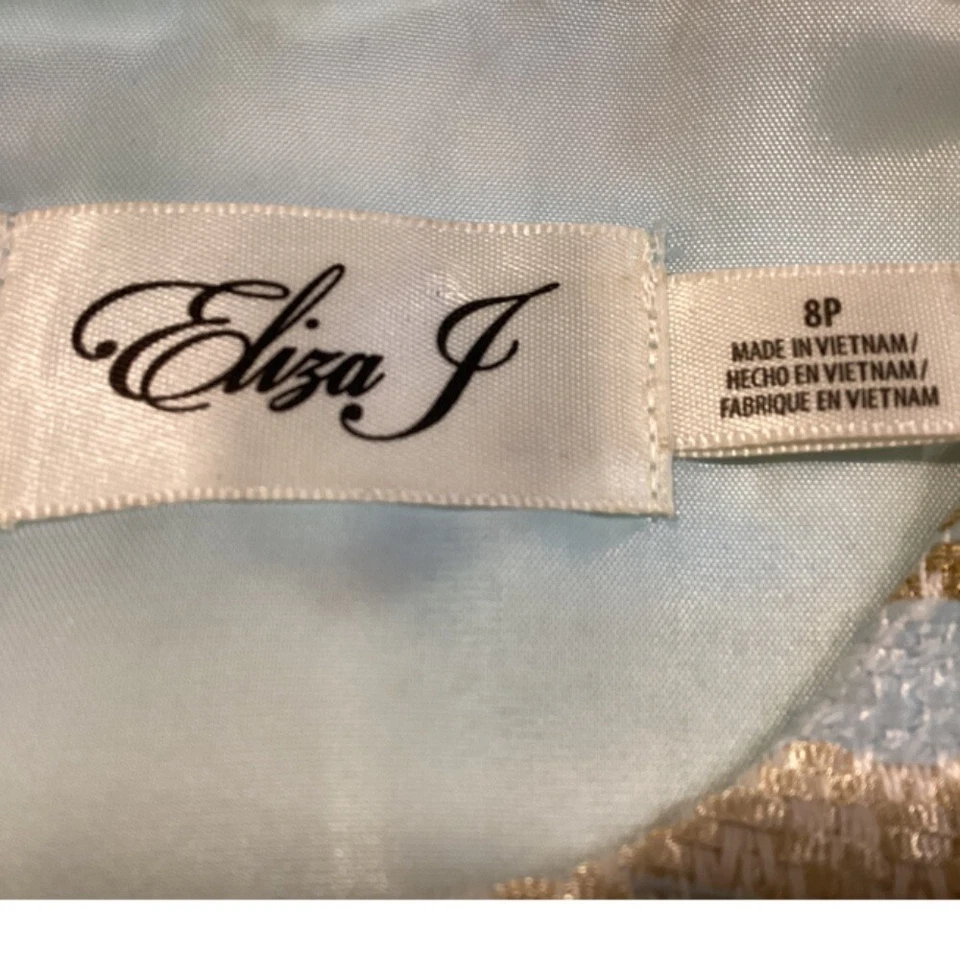 Eliza J
8P
MADE IN VIETNAM/
HECHO EN VIETNAM/
FABRIQUE EN VIETNAM